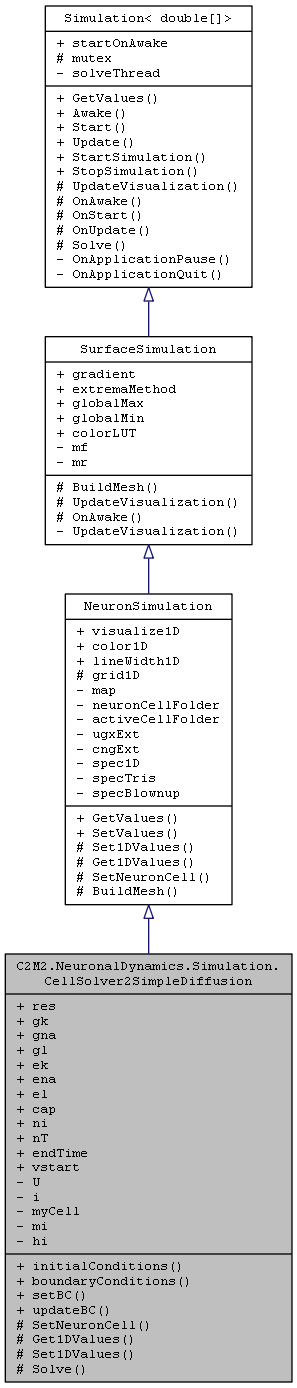 Simulation< double[]>
+ startOnAwake
# mutex
- solveThread
+ GetValues()
+ Awake()
+ Start()
+ Update()
+ StartSimulation()
+ StopSimulation()
# UpdateVisualization()
# OnAwake()
# OnStart()
# OnUpdate()
# Solve()
- OnApplicationPause()
- OnApplicationQuit()
SurfaceSimulation
+ gradient
+ extremaMethod
+ globalMax
+ globalMin
+ colorLUT
- mf
- mr
# BuildMesh()
# UpdateVisualization()
# OnAwake()
- UpdateVisualization()
NeuronSimulation
+ visualize1D
+ color1D
+ lineWidth1D
# grid1D
- map
- neuronCellFolder
- activeCellFolder
- ugxExt
- cngExt
- spec1D
- specTris
- specBlownup
+ GetValues()
+ SetValues()
# Set1DValues()
# Get1DValues()
# SetNeuronCell()
# BuildMesh()
C2M2.NeuronalDynamics.Simulation.
CellSolver2SimpleDiffusion
+ res
+ gk
+ gna
+ gl
+ ek
+ ena
+ el
+ cap
+ ni
+ nT
+ endTime
+ vstart
- U
- i
- myCell
- mi
- hi
+ initialConditions()
+ boundaryConditions()
+ setBC()
+ updateBC()
# SetNeuronCell()
# Get1DValues()
# Set1DValues()
# Solve()